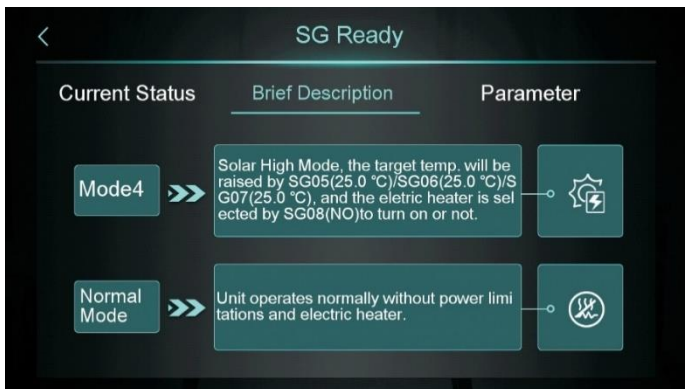 SG Ready
Current Status
Brief Description
Parameter
Mode4
Solar High Mode, the target temp. will be
raised by SG05(25.0 ℃)/SG06(25.0 ℃)/S
G07(25.0 ℃), and the eletric heater is sel
ected by SG08(NO)to turn on or not.
Normal
Mode
Unit operates normally without power limi
tations and electric heater.